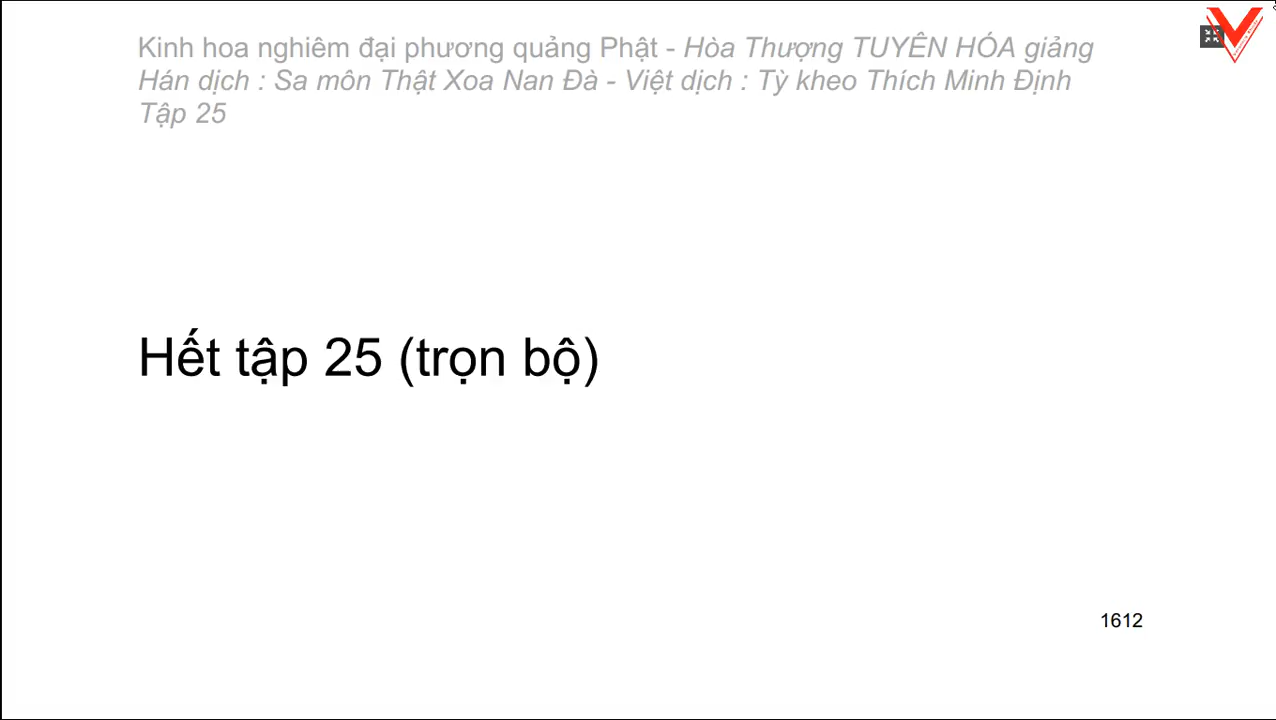 Kinh hoa nghiêm đại phương quảng Phật - Hòa Thượng TUYÊN HÓA giảng
Hán dịch : Sa môn Thật Xoa Nan Đà - Việt dịch : Tỳ kheo Thích Minh Định
Tập 25
Hết tập 25 (trọn bộ)
1612